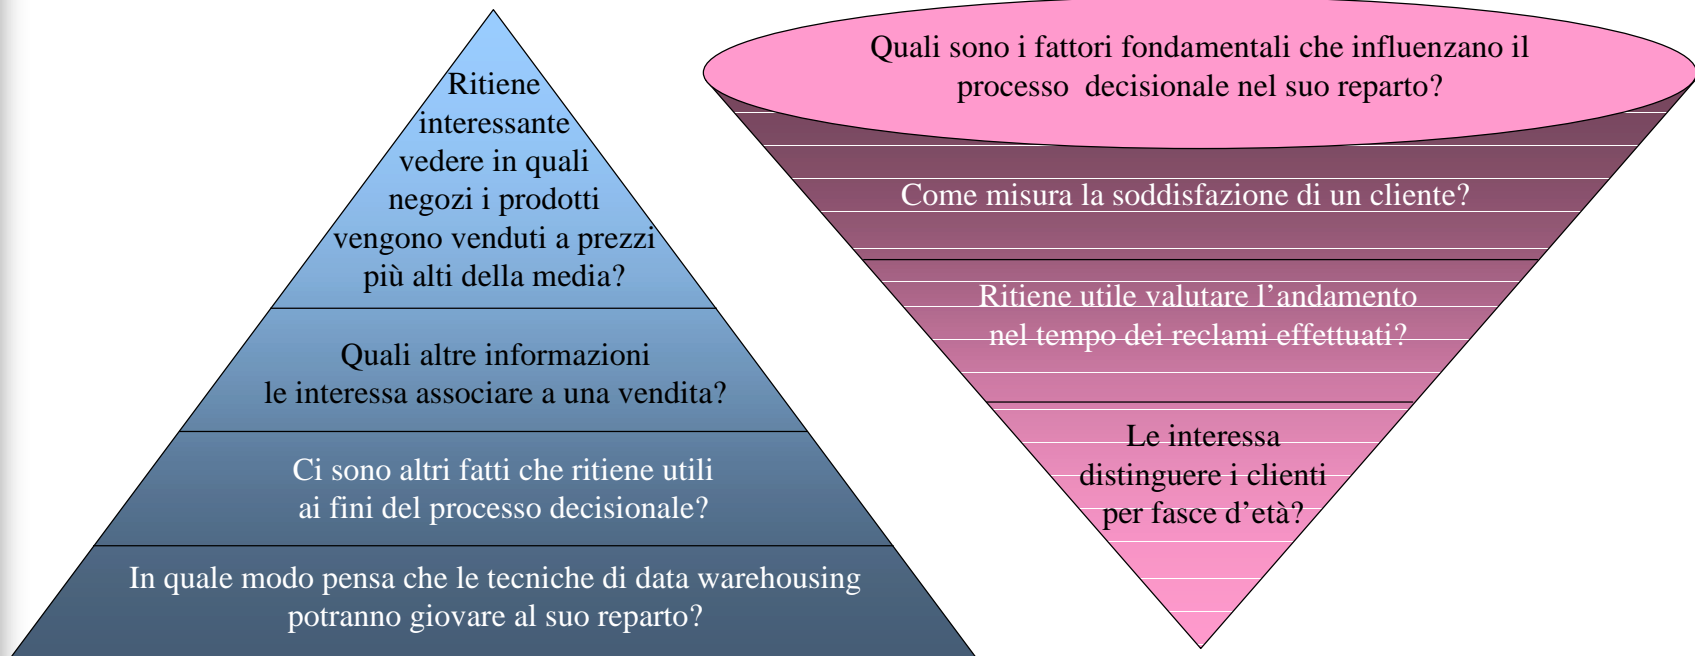 Ritiene
interessante
vedere in quali
negozi i prodotti
vengono venduti a prezzi
più alti della media?
Quali altre informazioni
le interessa associare a una vendita?
Ci sono altri fatti che ritiene utili
ai fini del processo decisionale?
In quale modo pensa che le tecniche di data warehousing
potranno giovare al suo reparto?
Quali sono i fattori fondamentali che influenzano il
processo decisionale nel suo reparto?
Come misura la soddisfazione di un cliente?
Ritiene utile valutare l’andamento
nel tempo dei reclami effettuati?
Le interessa
distinguere i clienti
per fasce d’età?